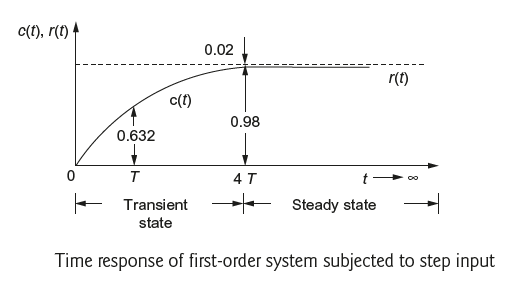 c(t), r(t)
0.02
r(t)
c(t)
0.98
0.632
0
T
4 T
t
∞
Transient
state
Steady state
Time response of first-order system subjected to step input